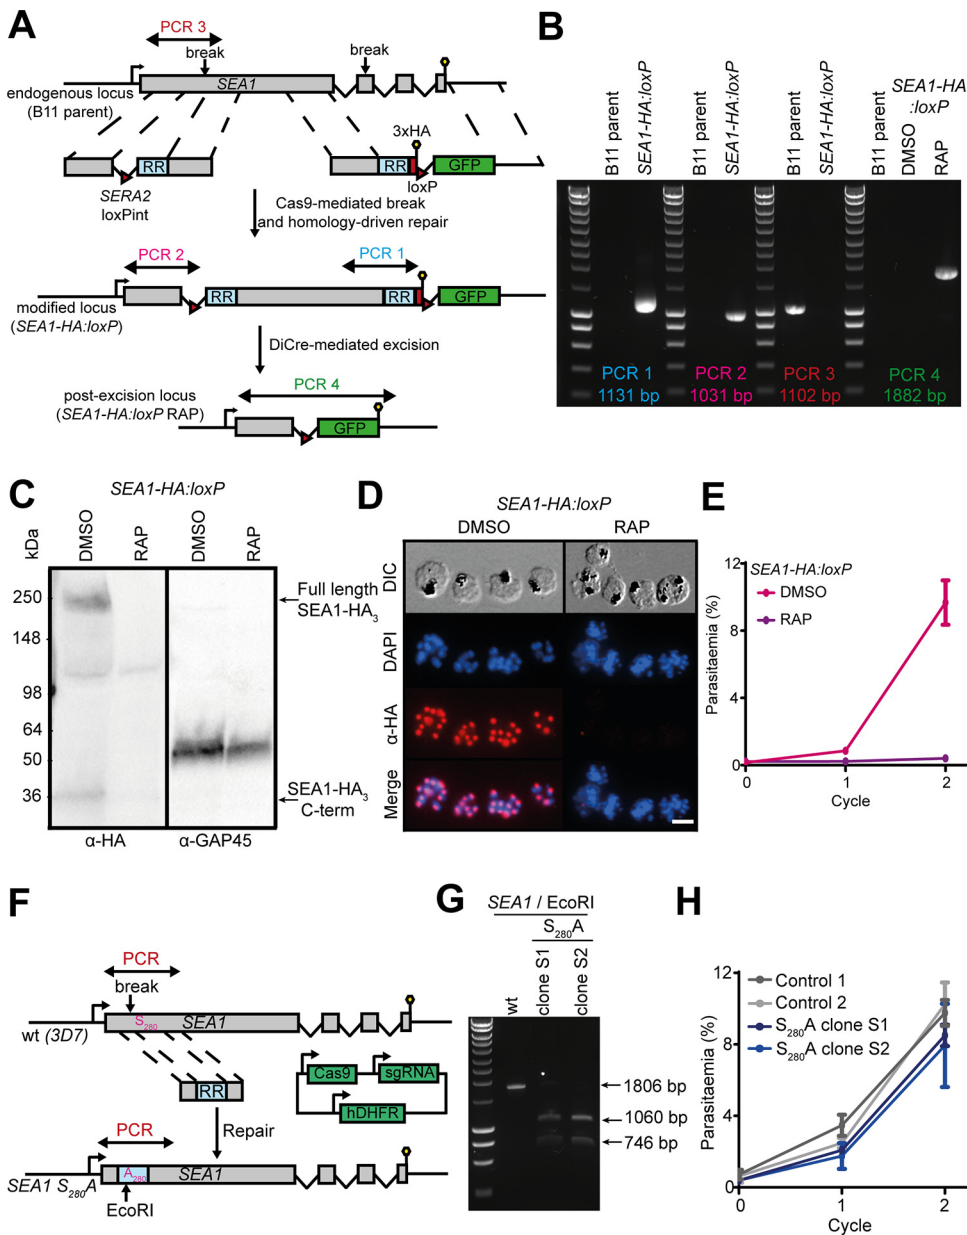 A
PCR 3
break
break
SEA1
endogenous locus
(B11 parent)
3xHA
RR
RR
GFP
SERA2
loxPint
loxP
Cas9-mediated break
and homology-driven repair
PCR 2
PCR 1
RR
RR
GFP
modified locus
(SEA1-HA:loxP)
DiCre-mediated excision
PCR 4
post-excision locus
(SEA1-HA:loxP RAP)
GFP
B
B11 parent
SEA1-HA:loxP
B11 parent
SEA1-HA:loxP
B11 parent
SEA1-HA:loxP
SEA1-HA
:loxP
B11 parent
DMSO
RAP
PCR 1
1131 bp
PCR 2
1031 bp
PCR 3
1102 bp
PCR 4
1882 bp
C
SEA1-HA:loxP
kDa
DMSO
RAP
DMSO
RAP
250
148
98
64
50
36
Full length
SEA1-HA3
SEA1-HA3
C-term
α-HA
α-GAP45
D
SEA1-HA:loxP
DMSO
RAP
DIC
DAPI
α-HA
Merge
E
SEA1-HA:loxP
DMSO
RAP
Parasitaemia (%)
12
8
4
0
0
1
2
Cycle
F
PCR
break
S280
SEA1
wt (3D7)
RR
Cas9
sgRNA
hDHFR
PCR
Repair
A280
SEA1
SEA1 S280A
EcoRI
G
SEA1 / EcoRI
S280A
wt
clone S1
clone S2
1806 bp
1060 bp
746 bp
H
Control 1
Control 2
S280A clone S1
S280A clone S2
Parasitaemia (%)
12
8
4
0
0
1
2
Cycle